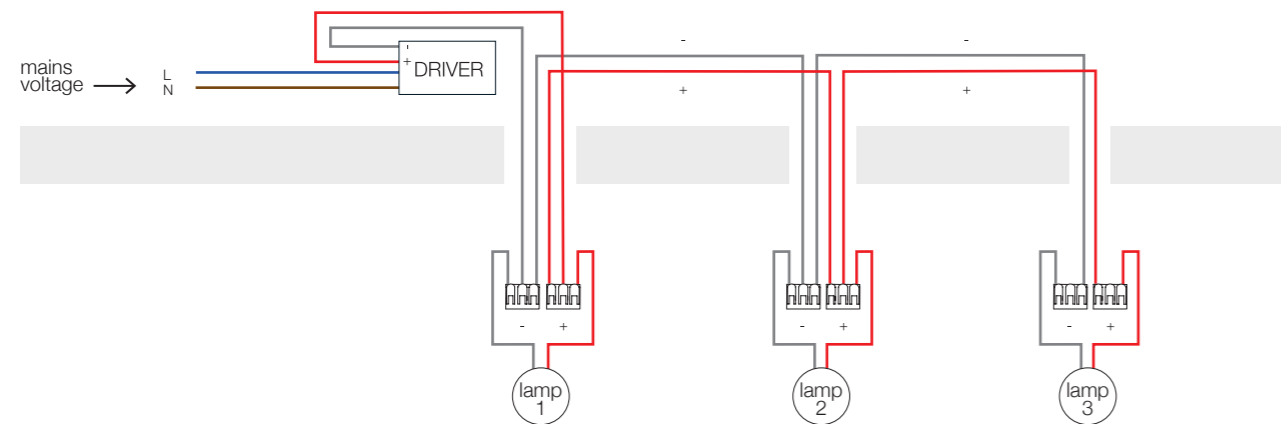 -
-
-
+
DRIVER
mains
voltage
L
N
+
+
-
+
-
+
-
+
lamp
1
lamp
2
lamp
3